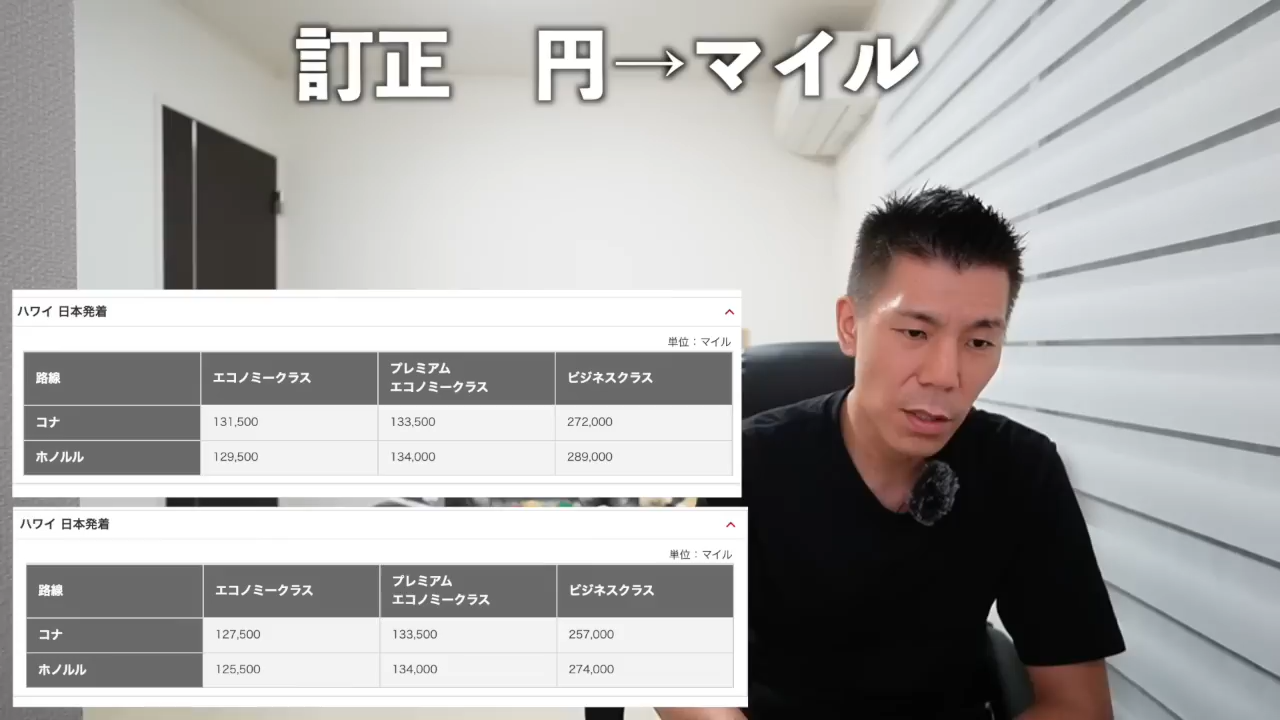 訂正　円→マイル
ハワイ 日本発着
単位：マイル
路線 エコノミークラス プレミアム エコノミークラス ビジネスクラス
コナ 131,500 133,500 272,000
ホノルル 129,500 134,000 289,000
ハワイ 日本発着
単位：マイル
路線 エコノミークラス プレミアム エコノミークラス ビジネスクラス
コナ 127,500 133,500 257,000
ホノルル 125,500 134,000 274,000